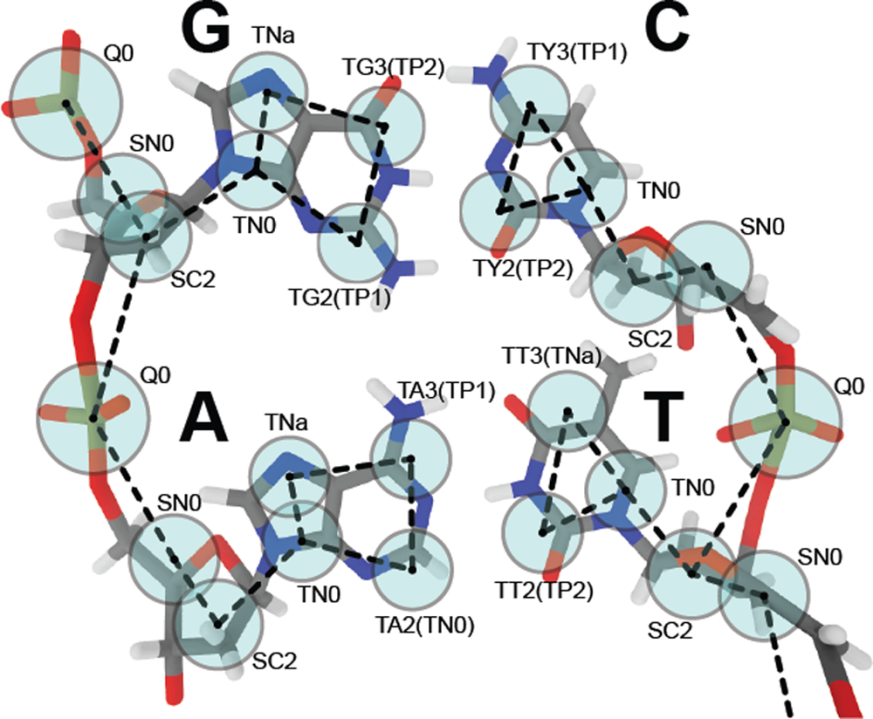 G
TNa
Q0
TG3(TP2)
SN0
TN0
SC2
TG2(TP1)
C
TY3(TP1)
TN0
SN0
TY2(TP2)
SC2
Q0
A
TNa
TA3(TP1)
SN0
TN0
TA2(TN0)
SC2
T
TT3(TNa)
Q0
TN0
SN0
TT2(TP2)
SC2